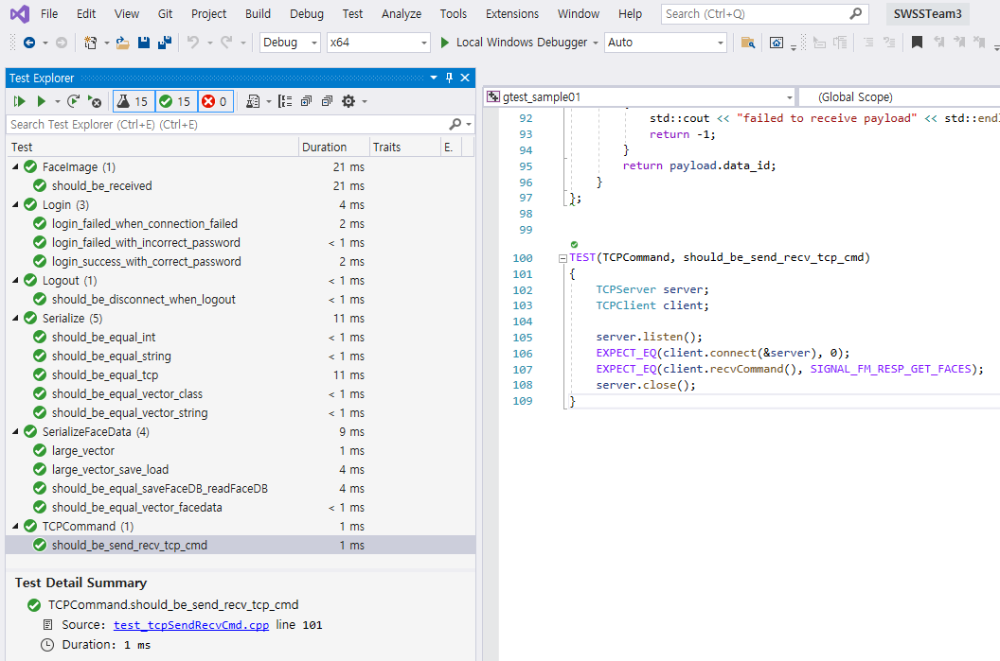 File Edit View Git Project Build Debug Test Analyze Tools Extensions Window Help Search (Ctrl+Q) SWSSTeam3
Debug x64 Local Windows Debugger Auto
Test Explorer
15 15 0
Search Test Explorer (Ctrl+E) (Ctrl+E)
Test Duration Traits E.
FaceImage (1) 21 ms
should_be_received 21 ms
Login (3) 4 ms
login_failed_when_connection_failed 2 ms
login_failed_with_incorrect_password < 1 ms
login_success_with_correct_password 2 ms
Logout (1) < 1 ms
should_be_disconnect_when_logout < 1 ms
Serialize (5) 11 ms
should_be_equal_int < 1 ms
should_be_equal_string < 1 ms
should_be_equal_tcp 11 ms
should_be_equal_vector_class < 1 ms
should_be_equal_vector_string < 1 ms
SerializeFaceData (4) 9 ms
large_vector 1 ms
large_vector_save_load 4 ms
should_be_equal_saveFaceDB_readFaceDB 4 ms
should_be_equal_vector_facedata < 1 ms
TCPCommand (1) 1 ms
should_be_send_recv_tcp_cmd 1 ms
Test Detail Summary
TCPCommand.should_be_send_recv_tcp_cmd
Source: test_tcpSendRecvCmd.cpp line 101
Duration: 1 ms
gtest_sample01 (Global Scope)
92 std::cout << "failed to receive payload" << std::endl
93 return -1;
94 }
95 return payload.data_id;
96 }
97 };
98
99
100 TEST(TCPCommand, should_be_send_recv_tcp_cmd)
101 {
102 TCPServer server;
103 TCPClient client;
104
105 server.listen();
106 EXPECT_EQ(client.connect(&server), 0);
107 EXPECT_EQ(client.recvCommand(), SIGNAL_FM_RESP_GET_FACES);
108 server.close();
109 }